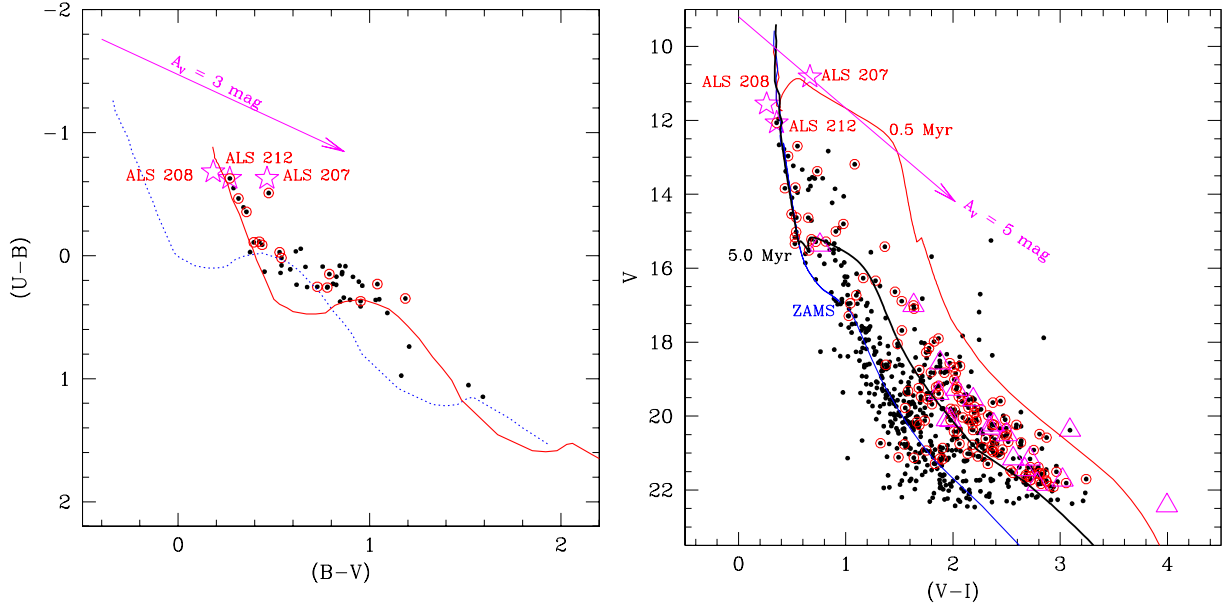 −2
−1
0
1
2
(U−B)
0
1
2
(B−V)
A_V = 3 mag
ALS 212
ALS 208
ALS 207
10
12
14
16
18
20
22
V
0
1
2
3
4
(V−I)
ALS 208
ALS 207
ALS 212
0.5 Myr
A_V = 5 mag
5.0 Myr
ZAMS